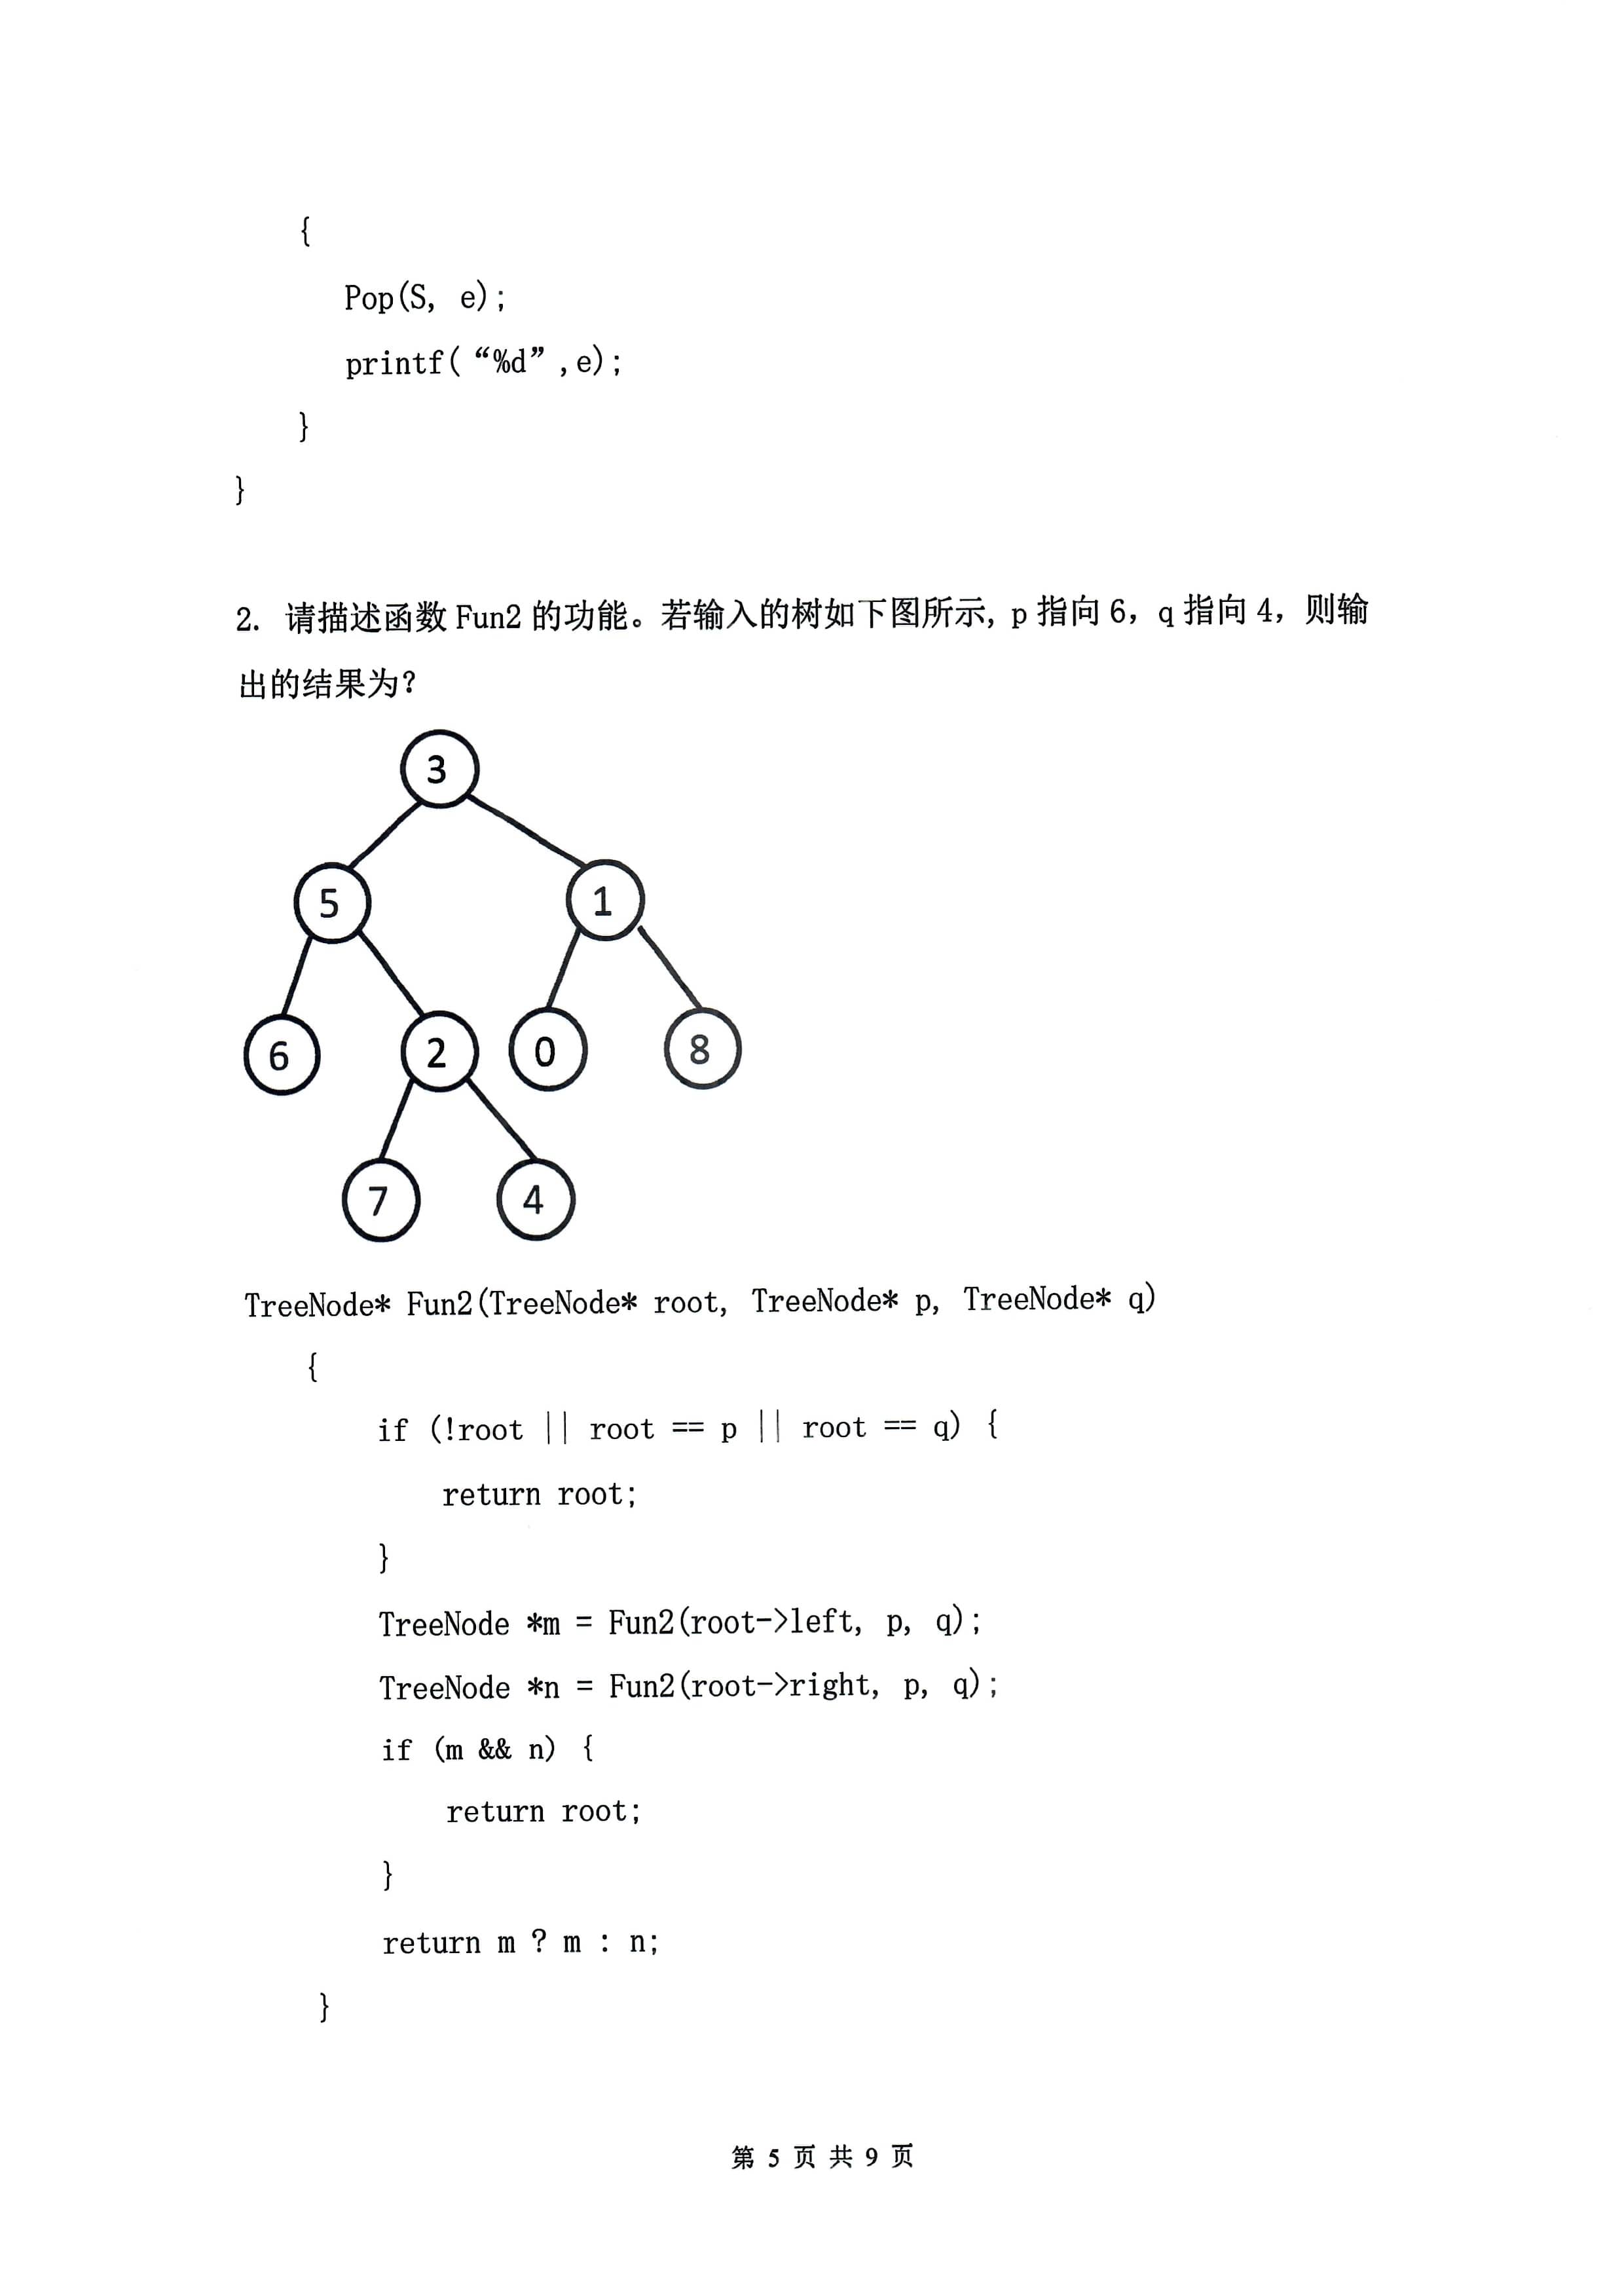 {
Pop(S, e);
printf(“%d”,e);
}
}
2. 请描述函数 Fun2 的功能。若输入的树如下图所示, p 指向 6，q 指向 4，则输
出的结果为?
3
5
1
6
2
0
8
7
4
TreeNode* Fun2(TreeNode* root, TreeNode* p, TreeNode* q)
{
if (!root || root == p || root == q) {
return root;
}
TreeNode *m = Fun2(root->left, p, q);
TreeNode *n = Fun2(root->right, p, q);
if (m && n) {
return root;
}
return m ? m : n;
}
第 5 页 共 9 页